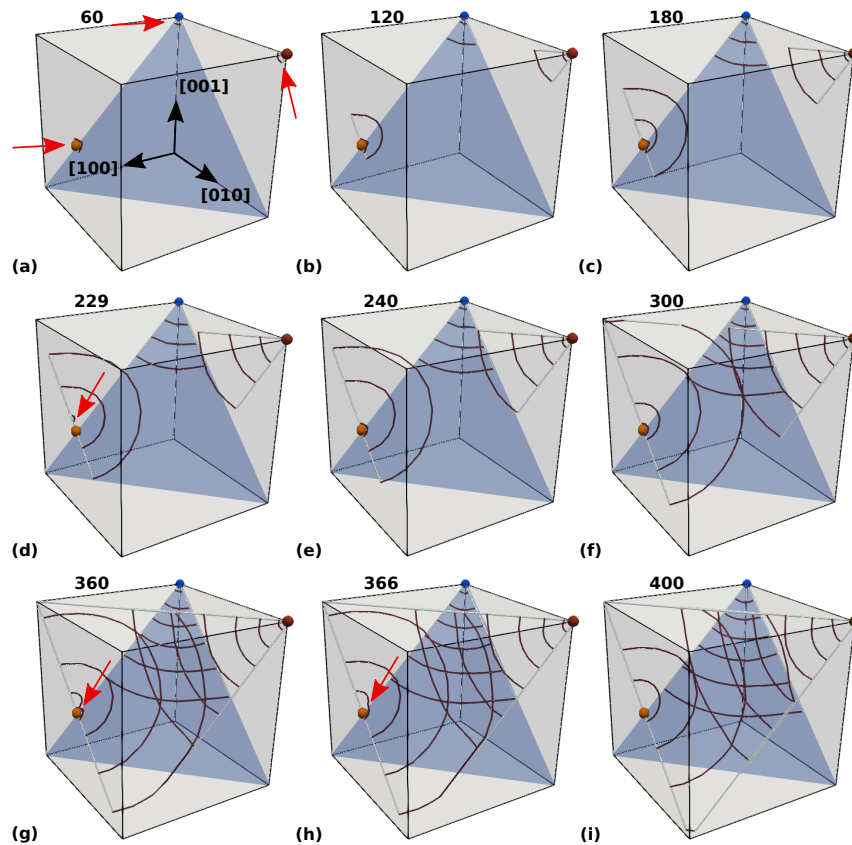 60
120
180
[001]
[100]
[010]
(a)
(b)
(c)
229
240
300
(d)
(e)
(f)
360
366
400
(g)
(h)
(i)